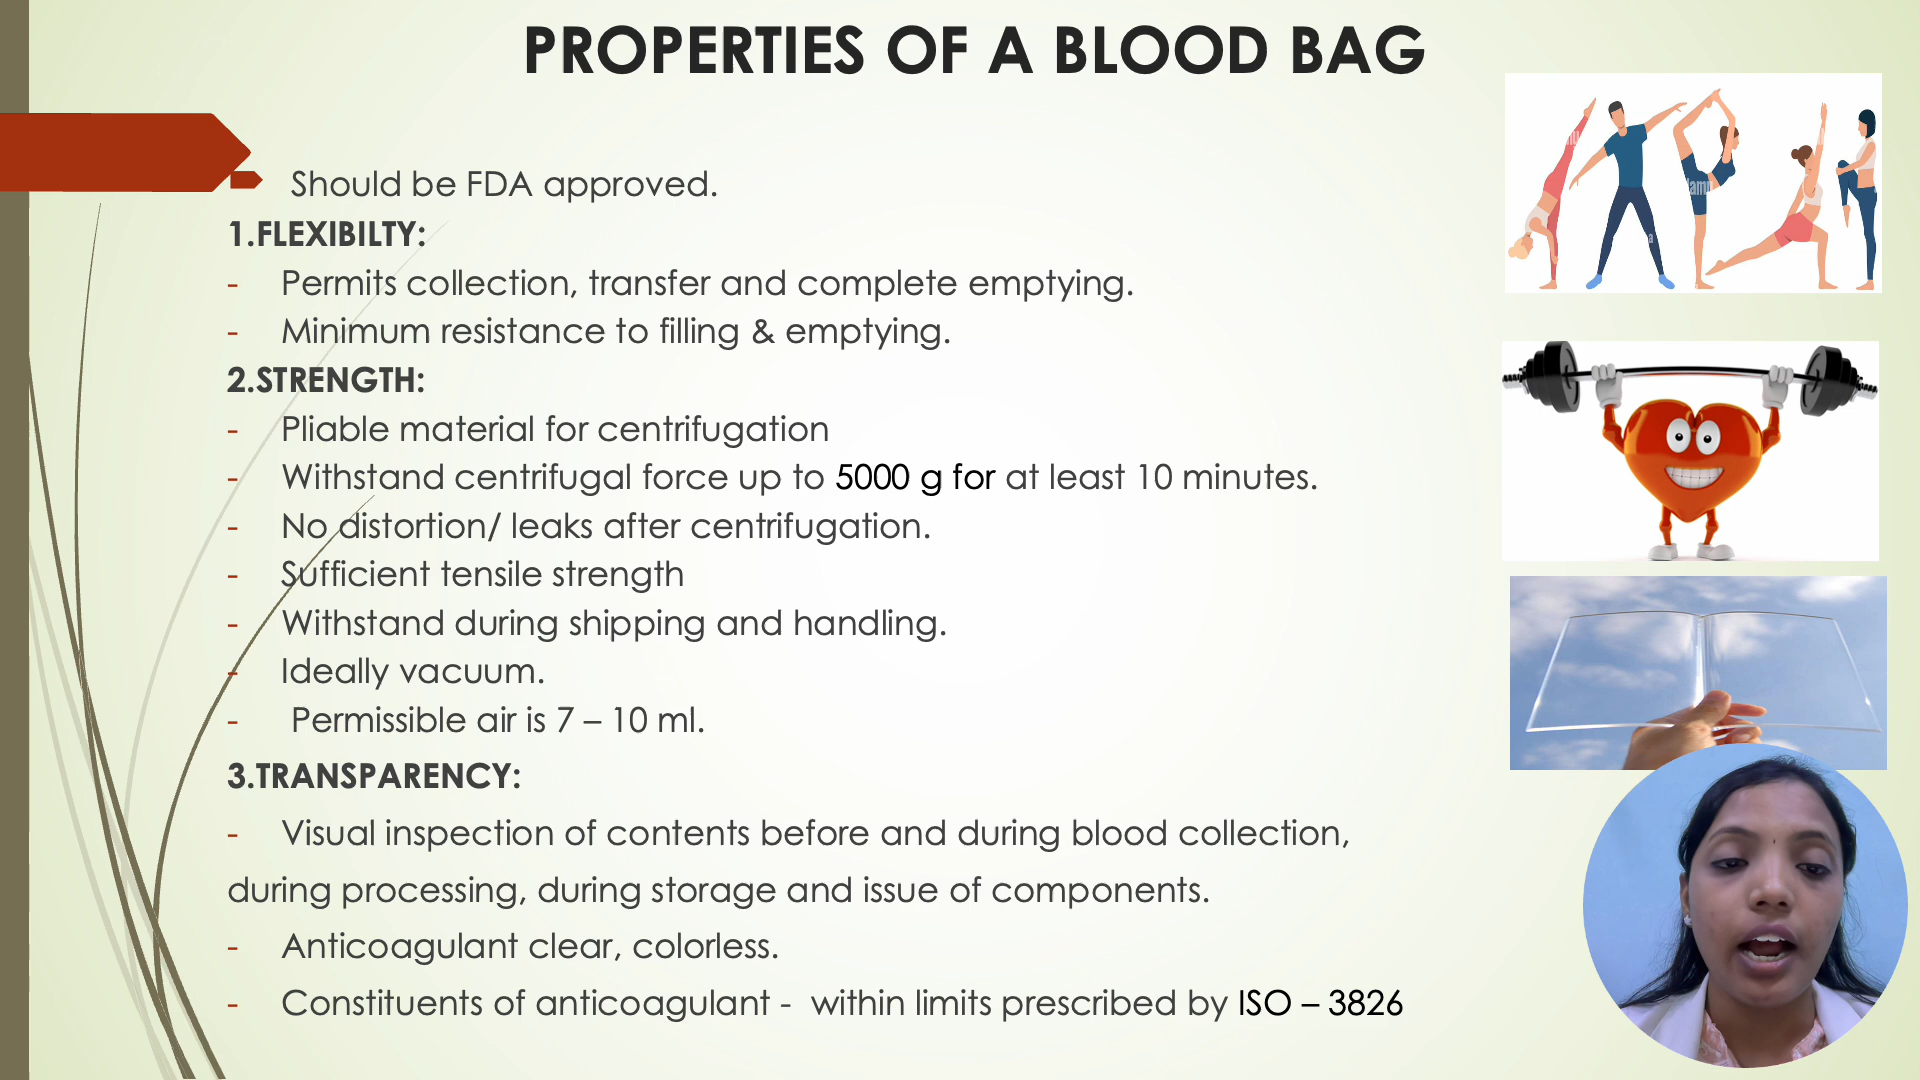 PROPERTIES OF A BLOOD BAG
Should be FDA approved.
1.FLEXIBILTY:
- Permits collection, transfer and complete emptying.
- Minimum resistance to filling & emptying.
2.STRENGTH:
- Pliable material for centrifugation
- Withstand centrifugal force up to 5000 g for at least 10 minutes.
- No distortion/ leaks after centrifugation.
- Sufficient tensile strength
- Withstand during shipping and handling.
- Ideally vacuum.
- Permissible air is 7 – 10 ml.
3.TRANSPARENCY:
- Visual inspection of contents before and during blood collection,
during processing, during storage and issue of components.
- Anticoagulant clear, colorless.
- Constituents of anticoagulant - within limits prescribed by ISO – 3826